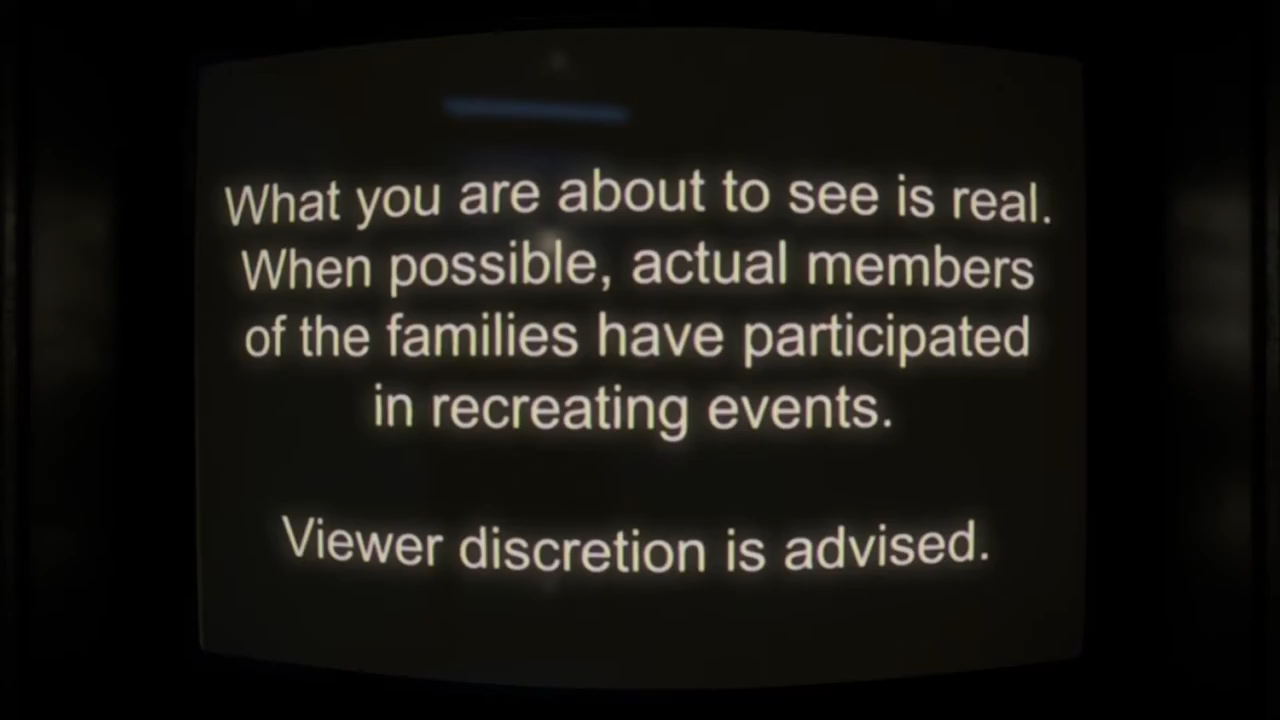 What you are about to see is real.
When possible, actual members
of the families have participated
in recreating events.
Viewer discretion is advised.